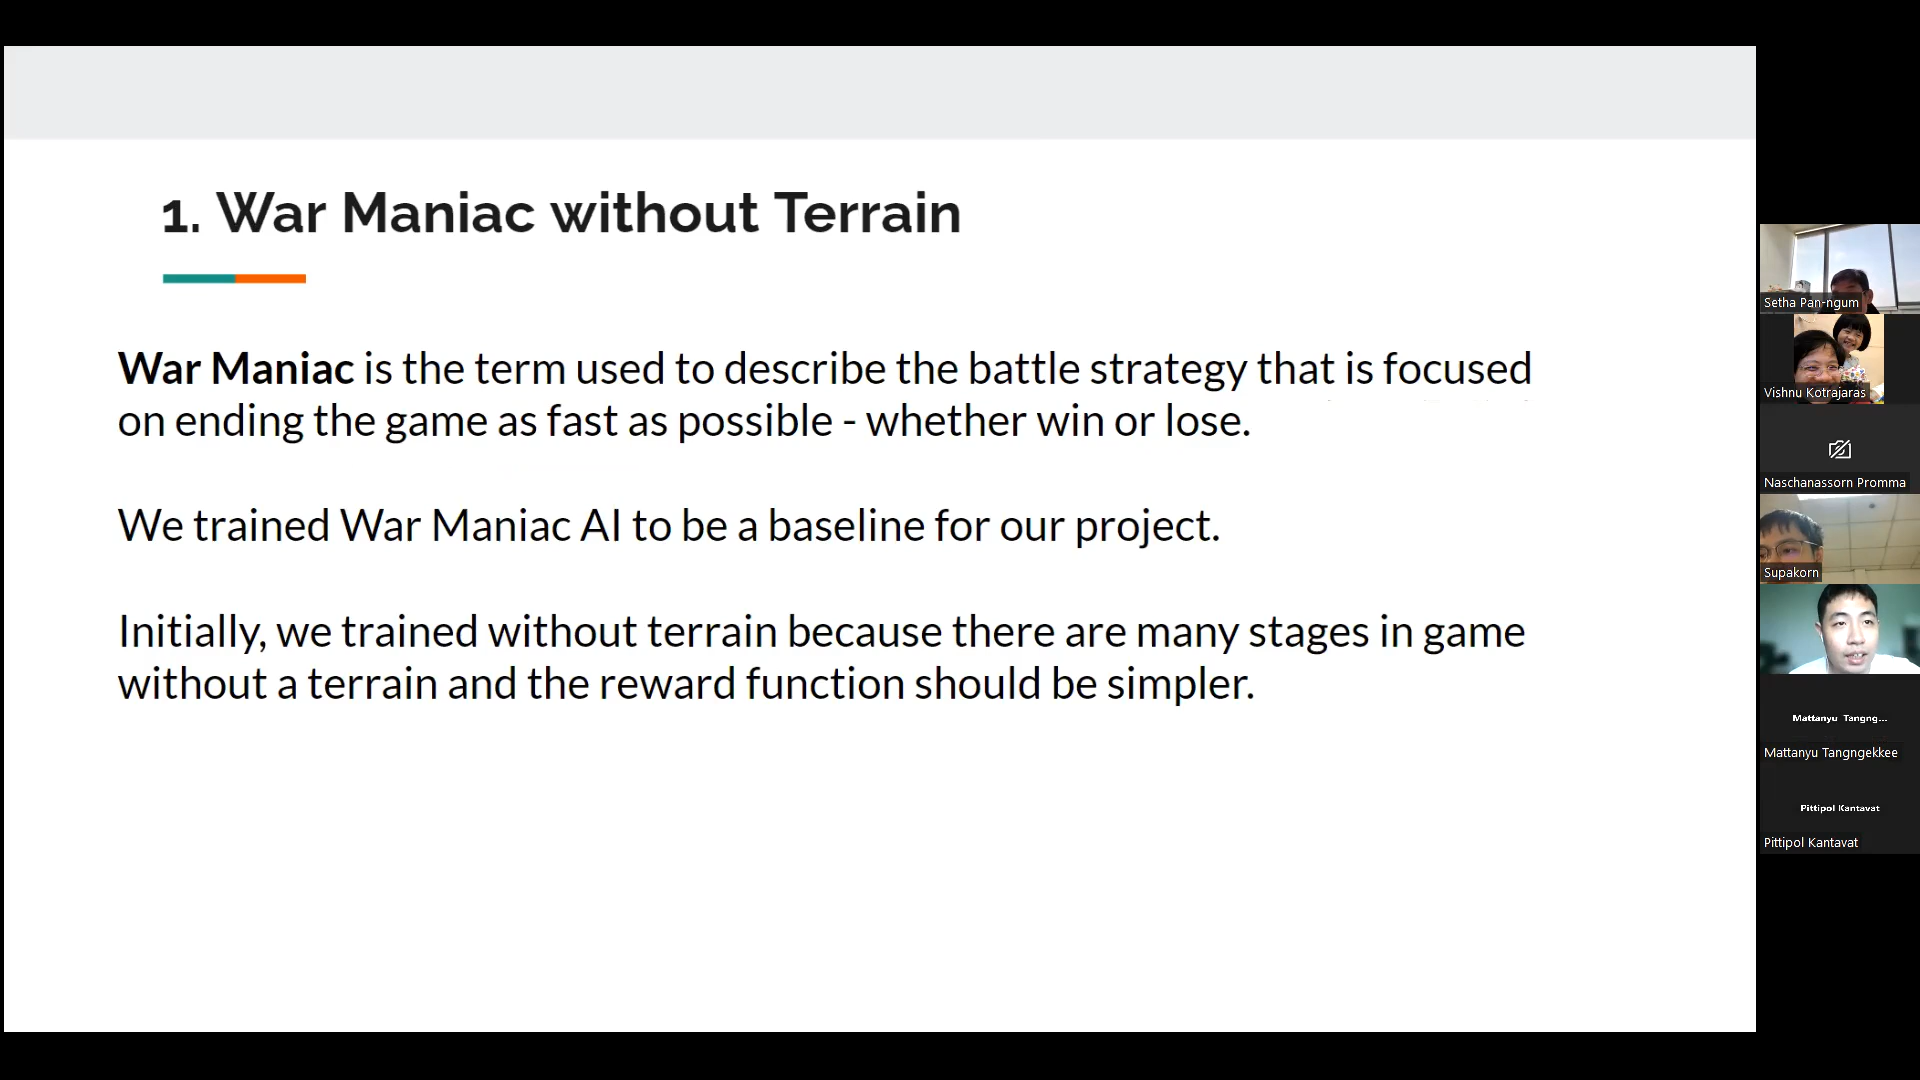 1. War Maniac without Terrain
War Maniac is the term used to describe the battle strategy that is focused
on ending the game as fast as possible - whether win or lose.
We trained War Maniac AI to be a baseline for our project.
Initially, we trained without terrain because there are many stages in game
without a terrain and the reward function should be simpler.
Setha Pan-ngum
Vishnu Kotrajaras
Naschanassorn Promma
Supakorn
Mattanyu Tangng...
Mattanyu Tangngekkee
Pittipol Kantavat
Pittipol Kantavat